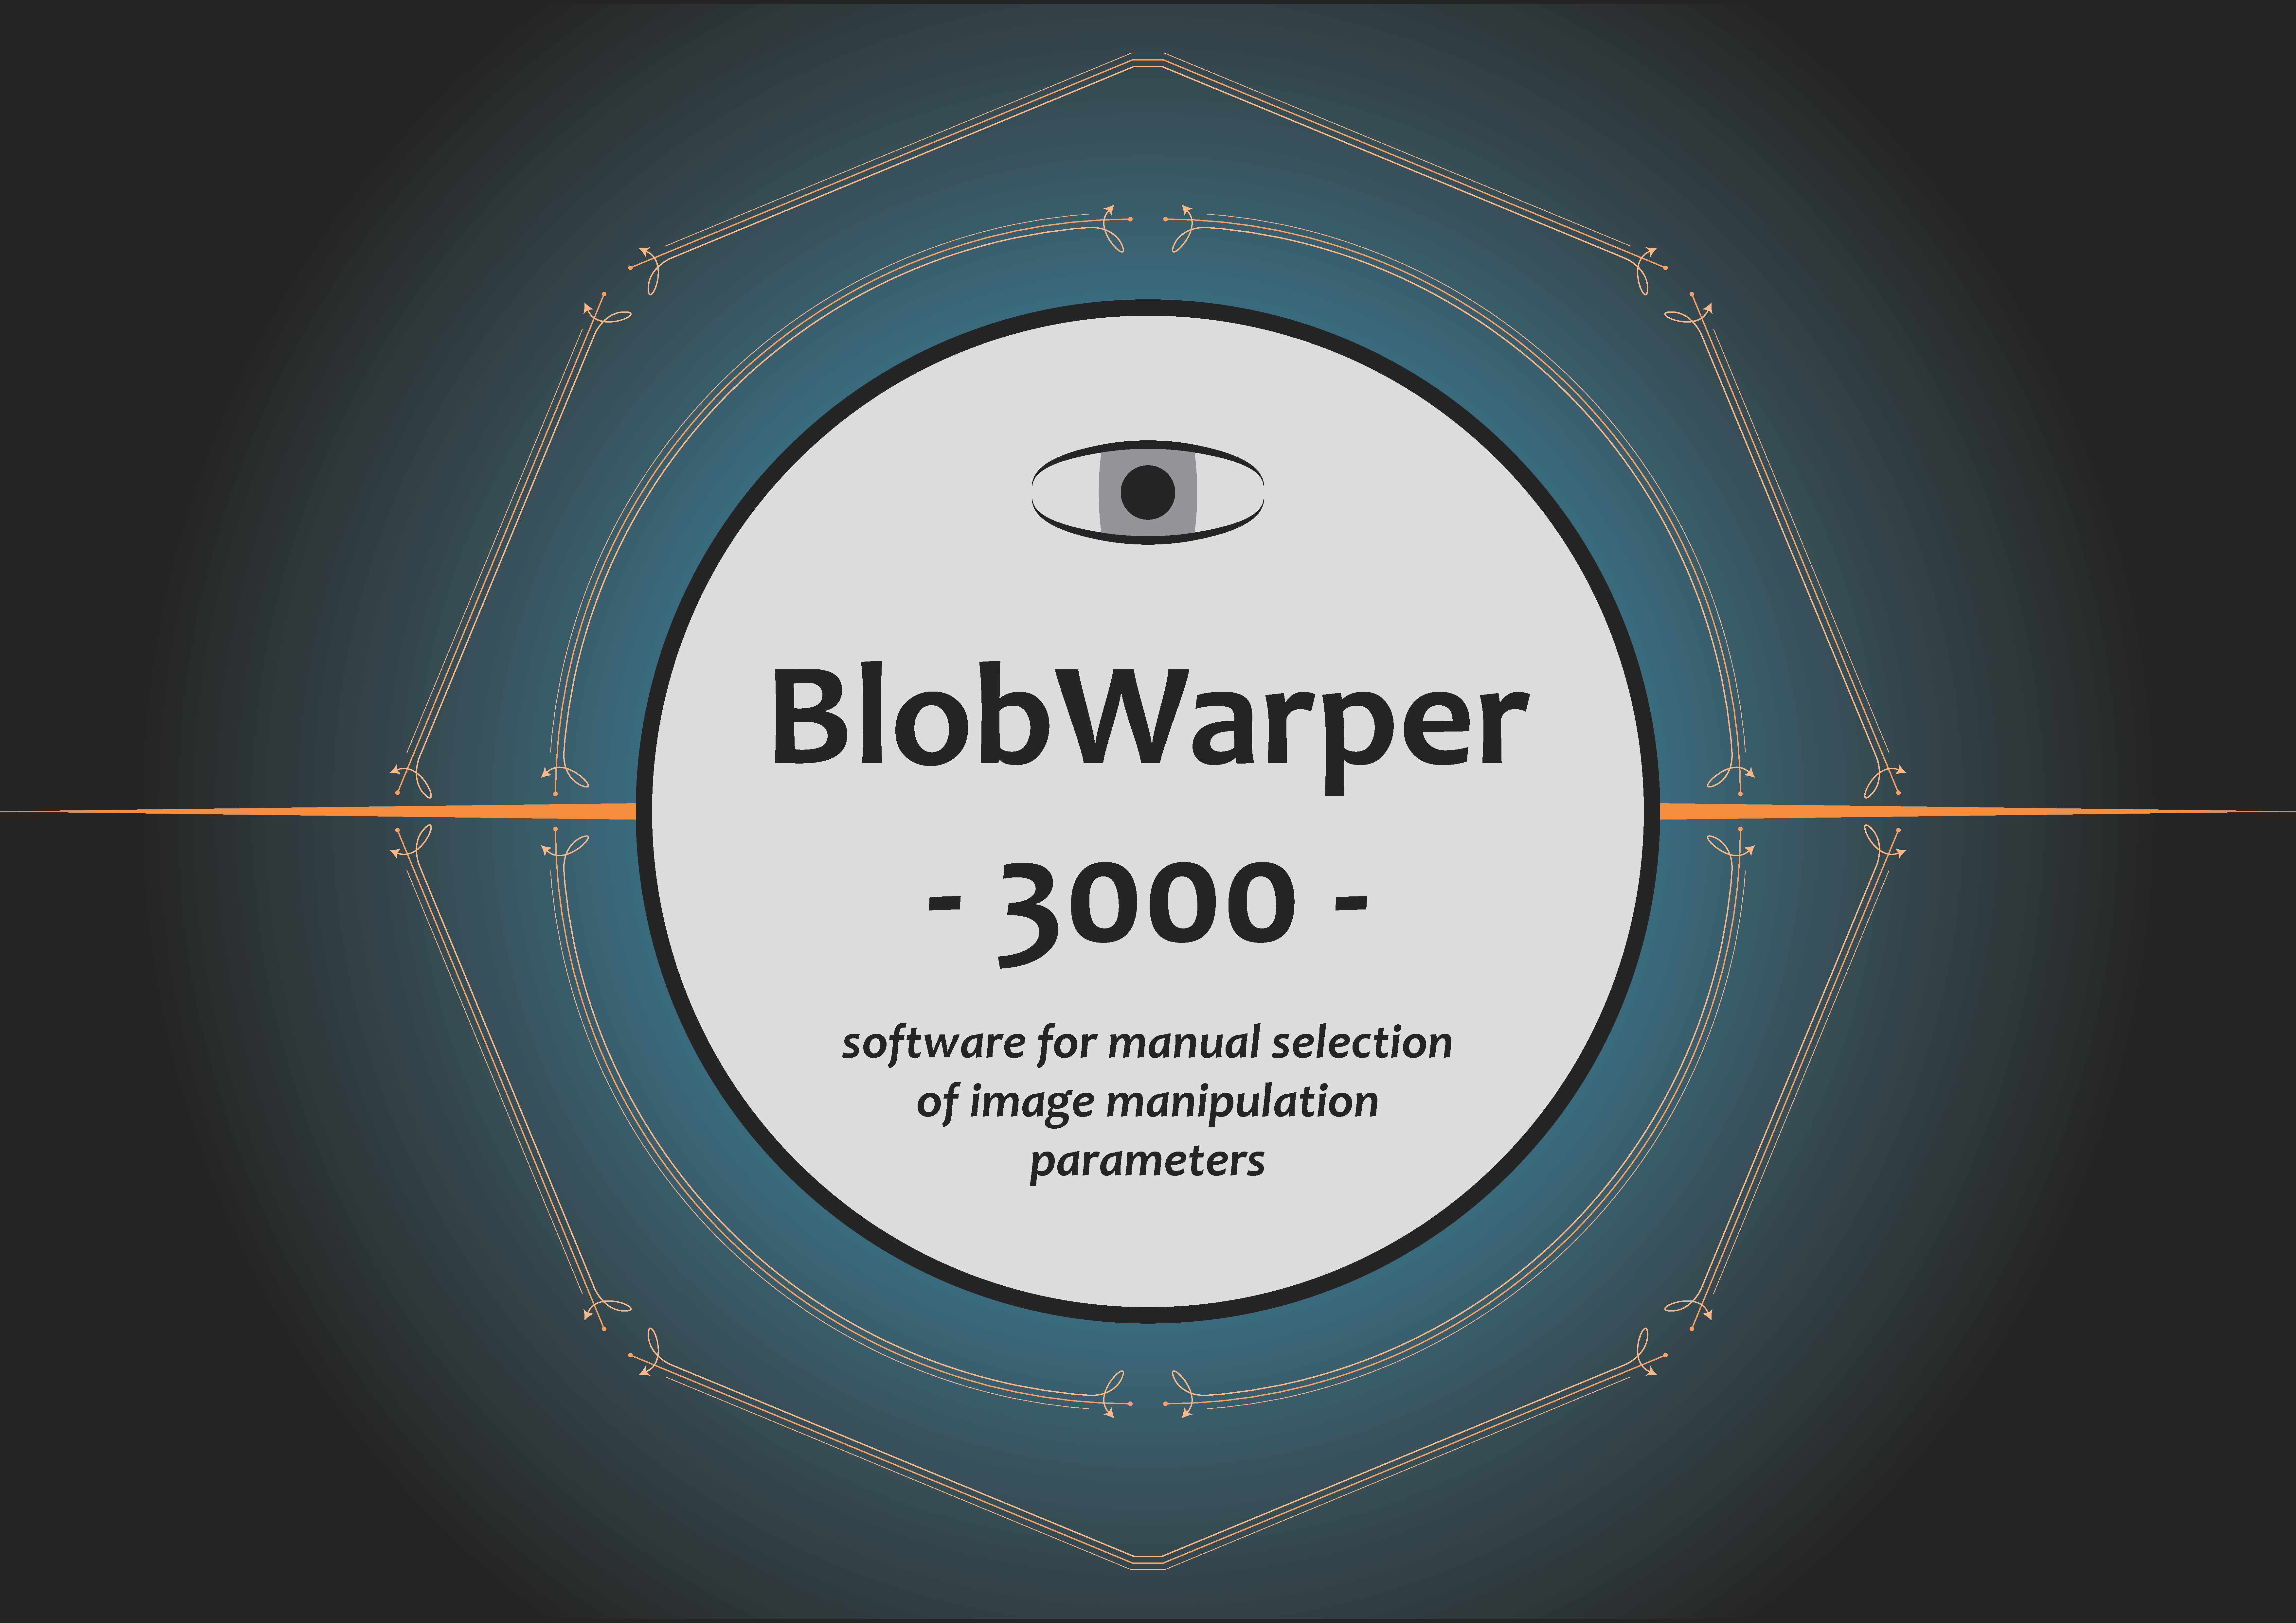 BlobWarper
- 3000 -
software for manual selection
of image manipulation
parameters